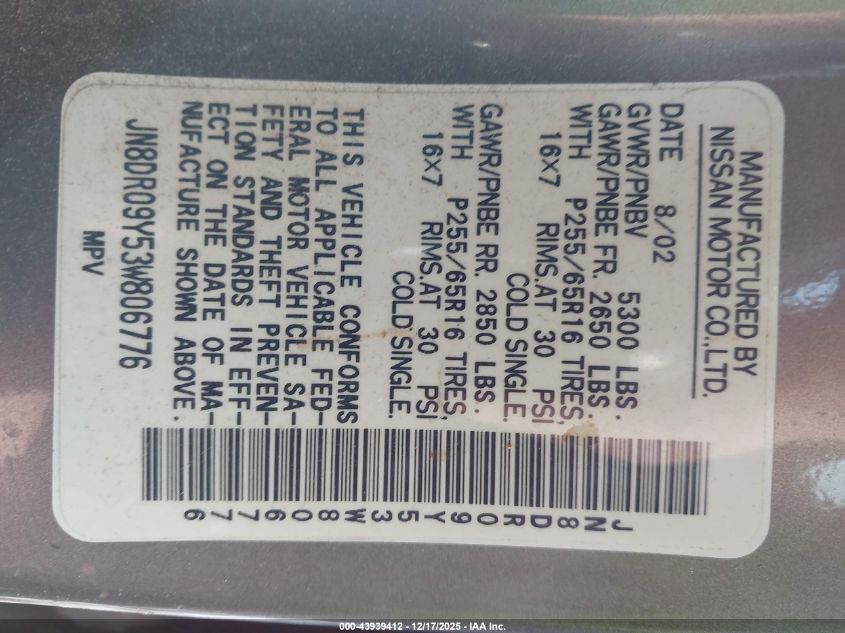 MANUFACTURED BY
NISSAN MOTOR CO.,LTD.
DATE 8/02
GVWR/PNBV 5300 LBS.
GAWR/PNBE FR. 2650 LBS.
WITH P255/65R16 TIRES,
16X7 RIMS.AT 30 PSI
COLD SINGLE.
GAWR/PNBE RR. 2850 LBS.
WITH P255/65R16 TIRES,
16X7 RIMS.AT 30 PSI
COLD SINGLE.
THIS VEHICLE CONFORMS
TO ALL APPLICABLE FED-
ERAL MOTOR VEHICLE SA-
FETY AND THEFT PREVEN-
TION STANDARDS IN EFF-
ECT ON THE DATE OF MA-
NUFACTURE SHOWN ABOVE.
JN8DR09Y53W806776
MPV
JN8DR09Y53W806776
000-43939412 - 12/17/2025 - IAA Inc.